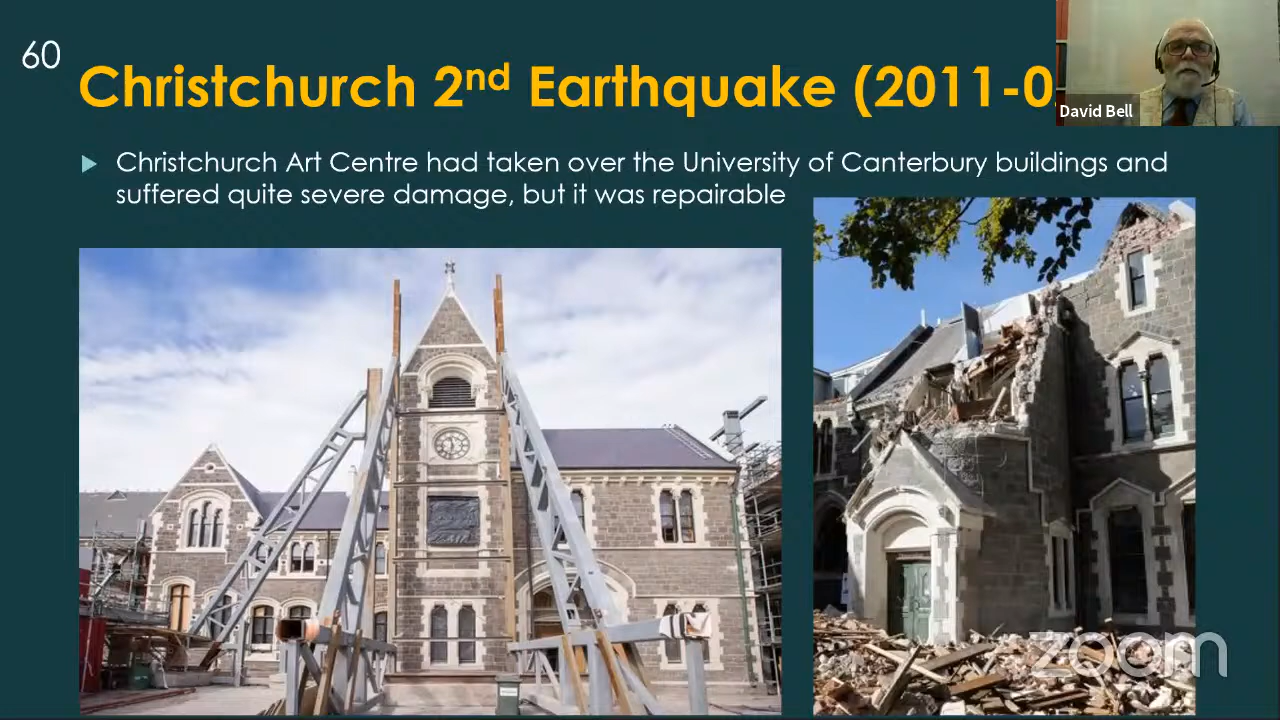 60
Christchurch 2nd Earthquake (2011-0
David Bell
Christchurch Art Centre had taken over the University of Canterbury buildings and
suffered quite severe damage, but it was repairable
zoom